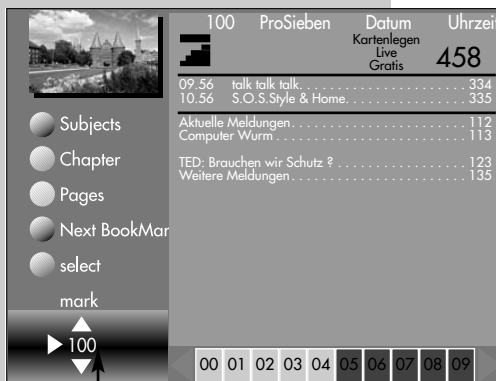 100 ProSieben Datum Uhrzeit
Kartenlegen
Live
Gratis
458
09.56 talk talk talk. . . . . . . . . . . . . . . . . . . . . . . . . 334
10.56 S.O.S.Style & Home. . . . . . . . . . . . . . . . . . 335
Aktuelle Meldungen. . . . . . . . . . . . . . . . . . . . . . . . . 112
Computer Wurm. . . . . . . . . . . . . . . . . . . . . . . . . . . . 113
TED: Brauchen wir Schutz ? . . . . . . . . . . . . . . . . . . . 123
Weitere Meldungen. . . . . . . . . . . . . . . . . . . . . . . . . 135
Subjects
Chapter
Pages
Next BookMar
select
mark
100
00 01 02 03 04 05 06 07 08 09